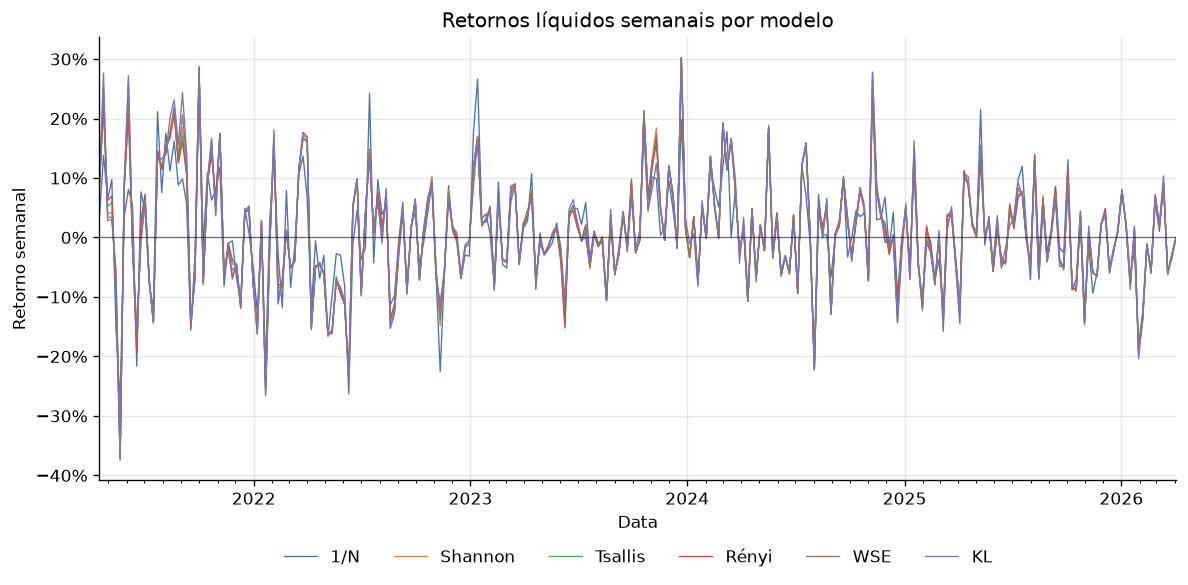 Retornos líquidos semanais por modelo
30%
20%
10%
0%
−10%
−20%
−30%
−40%
Retorno semanal
2022 2023 2024 2025 2026
Data
1/N Shannon Tsallis Rényi WSE KL